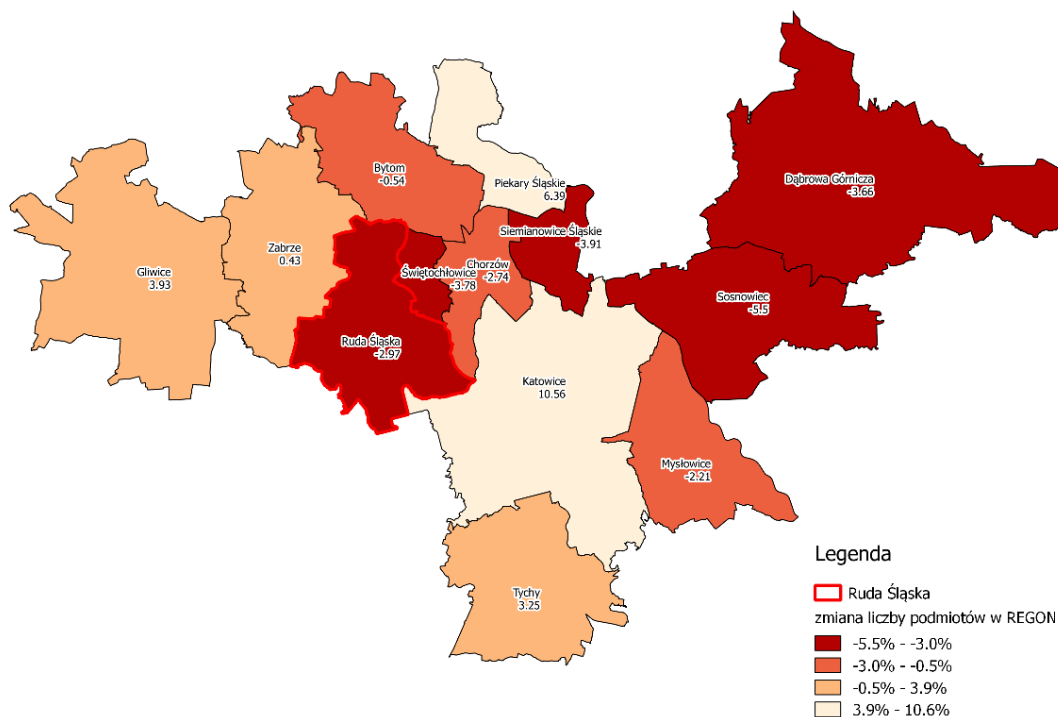 Bytom
-0.54
Piekary Śląskie
6.39
Dąbrowa Górnicza
-3.66
Siemianowice Śląskie
-3.91
Zabrze
0.43
Gliwice
3.93
Świętochłowice
-3.78
Chorzów
-2.74
Sosnowiec
-5.5
Ruda Śląska
-2.97
Katowice
10.56
Mysłowice
-2.21
Tychy
3.25
Legenda
Ruda Śląska
zmiana liczby podmiotów w REGON
-5.5% - -3.0%
-3.0% - -0.5%
-0.5% - 3.9%
3.9% - 10.6%